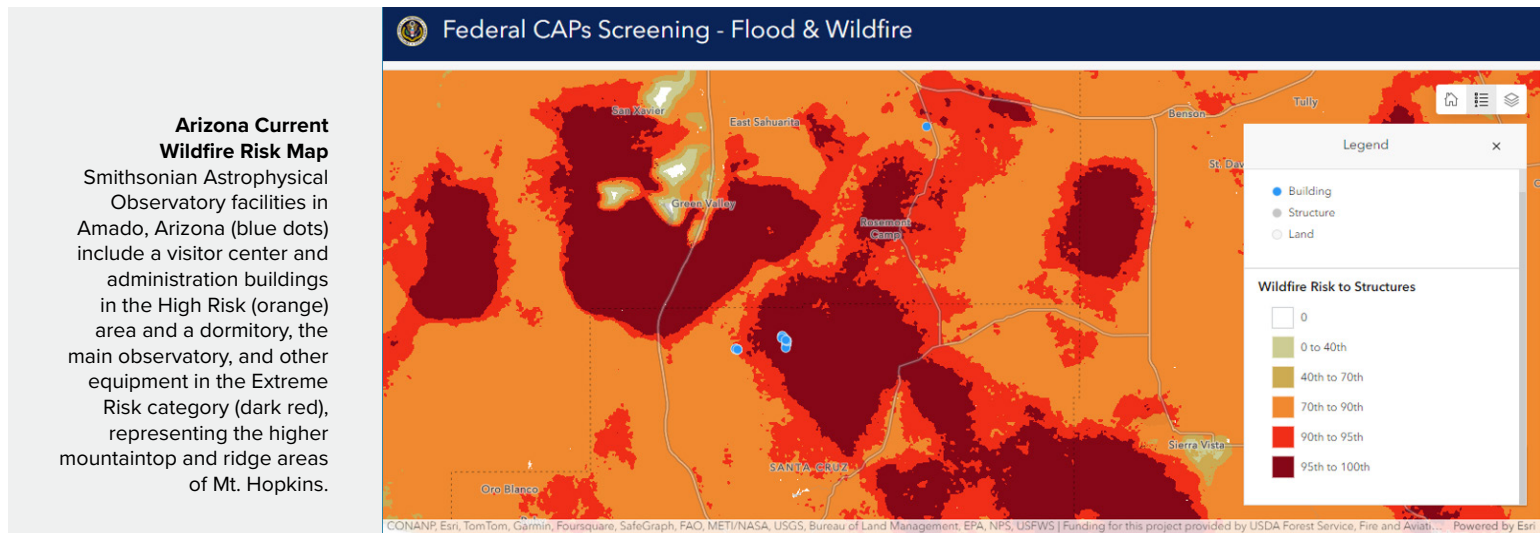 Arizona Current
Wildfire Risk Map
Smithsonian Astrophysical
Observatory facilities in
Amado, Arizona (blue dots)
include a visitor center and
administration buildings
in the High Risk (orange)
area and a dormitory, the
main observatory, and other
equipment in the Extreme
Risk category (dark red),
representing the higher
mountaintop and ridge areas
of Mt. Hopkins.
Federal CAPs Screening - Flood & Wildfire
San Xavier
East Sahuarita
Benson
Tully
St. Dav
Green Valley
Rosemont
Camp
SANTA CRUZ
Sierra Vista
Oro Blanco
Legend
Building
Structure
Land
Wildfire Risk to Structures
0
0 to 40th
40th to 70th
70th to 90th
90th to 95th
95th to 100th
CONANP, Esri, TomTom, Garmin, Foursquare, SafeGraph, FAO, METI/NASA, USGS, Bureau of Land Management, EPA, NPS, USFWS | Funding for this project provided by USDA Forest Service, Fire and Aviati... Powered by Esri